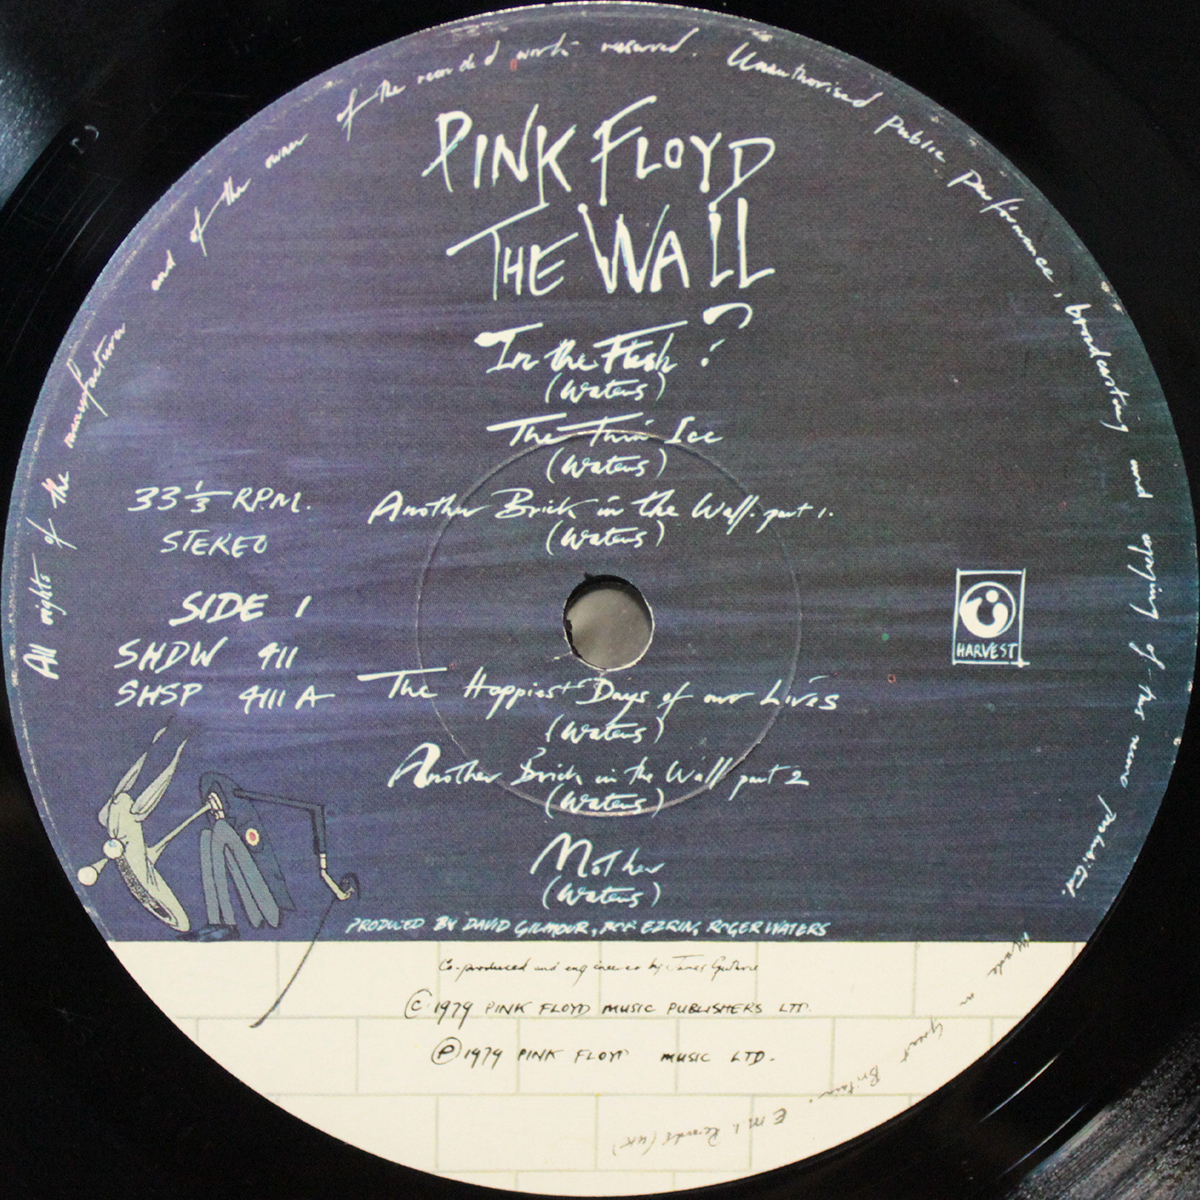 All rights of the manufacturer and of the owner of the recorded work reserved. Unauthorised public performance, broadcasting and copying of this record prohibited.
PINK FLOYD
THE WALL
In the Flesh ?
(Waters)
The Thin Ice
(Waters)
33 1/3 RPM.
STEREO
Another Brick in the Wall. part 1.
(Waters)
SIDE 1
SHDW 411
SHSP 4111 A
HARVEST
The Happiest Days of our Lives
(Waters)
Another Brick in the Wall part 2
(Waters)
Mother
(Waters)
PRODUCED BY DAVID GILMOUR, BOB EZRIN, ROGER WATERS
Co-produced and engineered by James Guthrie
© 1979 PINK FLOYD MUSIC PUBLISHERS LTD.
℗ 1979 PINK FLOYD MUSIC LTD.
Made in Great Britain. E.M.I. Records (UK)